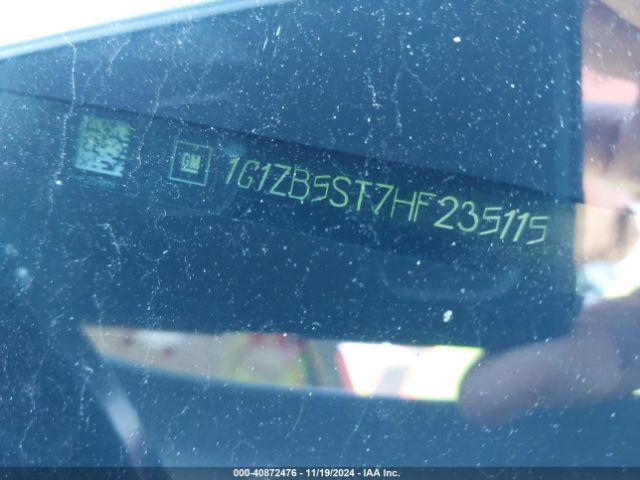 GM 1G1ZB5ST7HF235115
000-40872476 - 11/19/2024 - IAA Inc.